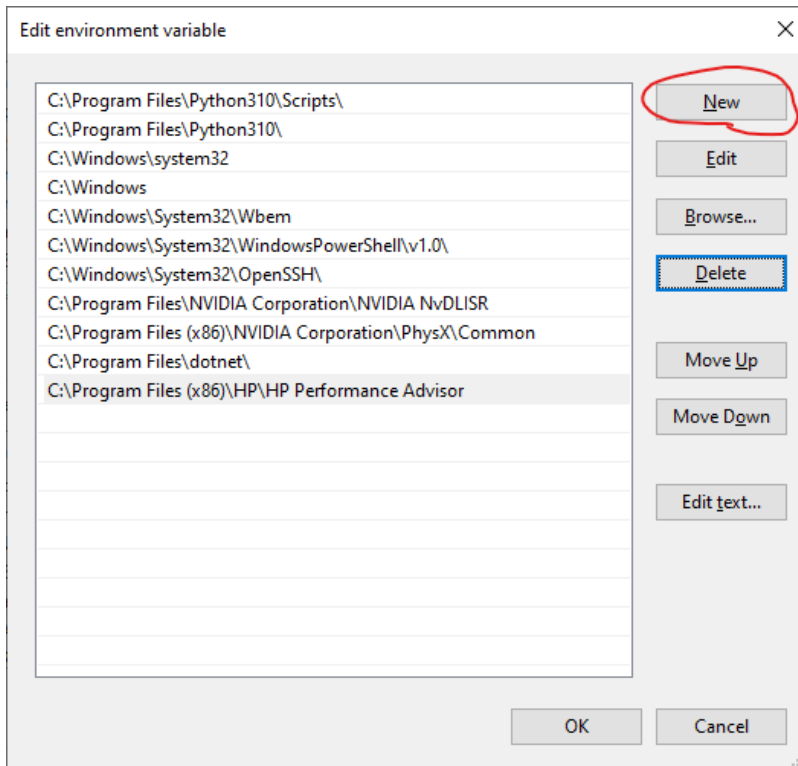 Edit environment variable
C:\Program Files\Python310\Scripts\
C:\Program Files\Python310\
C:\Windows\system32
C:\Windows
C:\Windows\System32\Wbem
C:\Windows\System32\WindowsPowerShell\v1.0\
C:\Windows\System32\OpenSSH\
C:\Program Files\NVIDIA Corporation\NVIDIA NvDLISR
C:\Program Files (x86)\NVIDIA Corporation\PhysX\Common
C:\Program Files\dotnet\
C:\Program Files (x86)\HP\HP Performance Advisor
New
Edit
Browse...
Delete
Move Up
Move Down
Edit text...
OK
Cancel